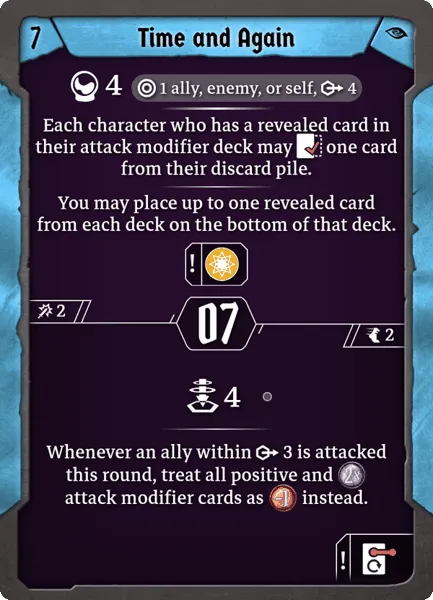 7 Time and Again
4 1 ally, enemy, or self, 4
Each character who has a revealed card in
their attack modifier deck may one card
from their discard pile.
You may place up to one revealed card
from each deck on the bottom of that deck.
!
2
07
2
4
Whenever an ally within 3 is attacked
this round, treat all positive and 2x
attack modifier cards as -1 instead.
!